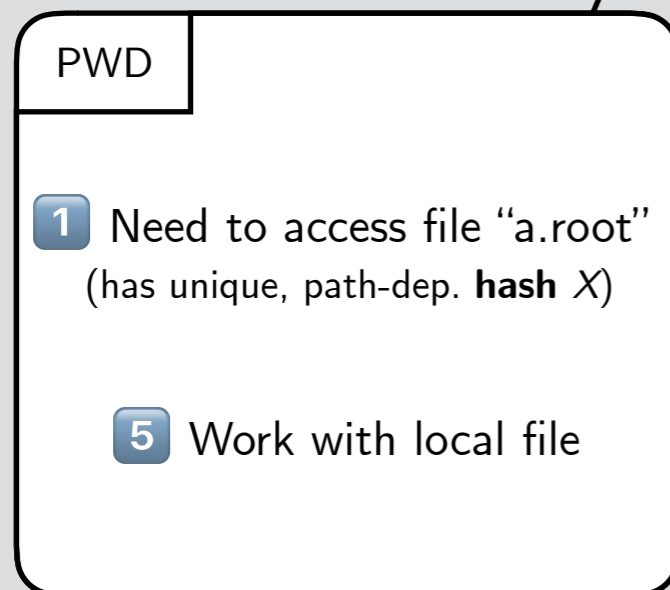 PWD
1 Need to access file “a.root”
(has unique, path-dep. hash X)
5 Work with local file